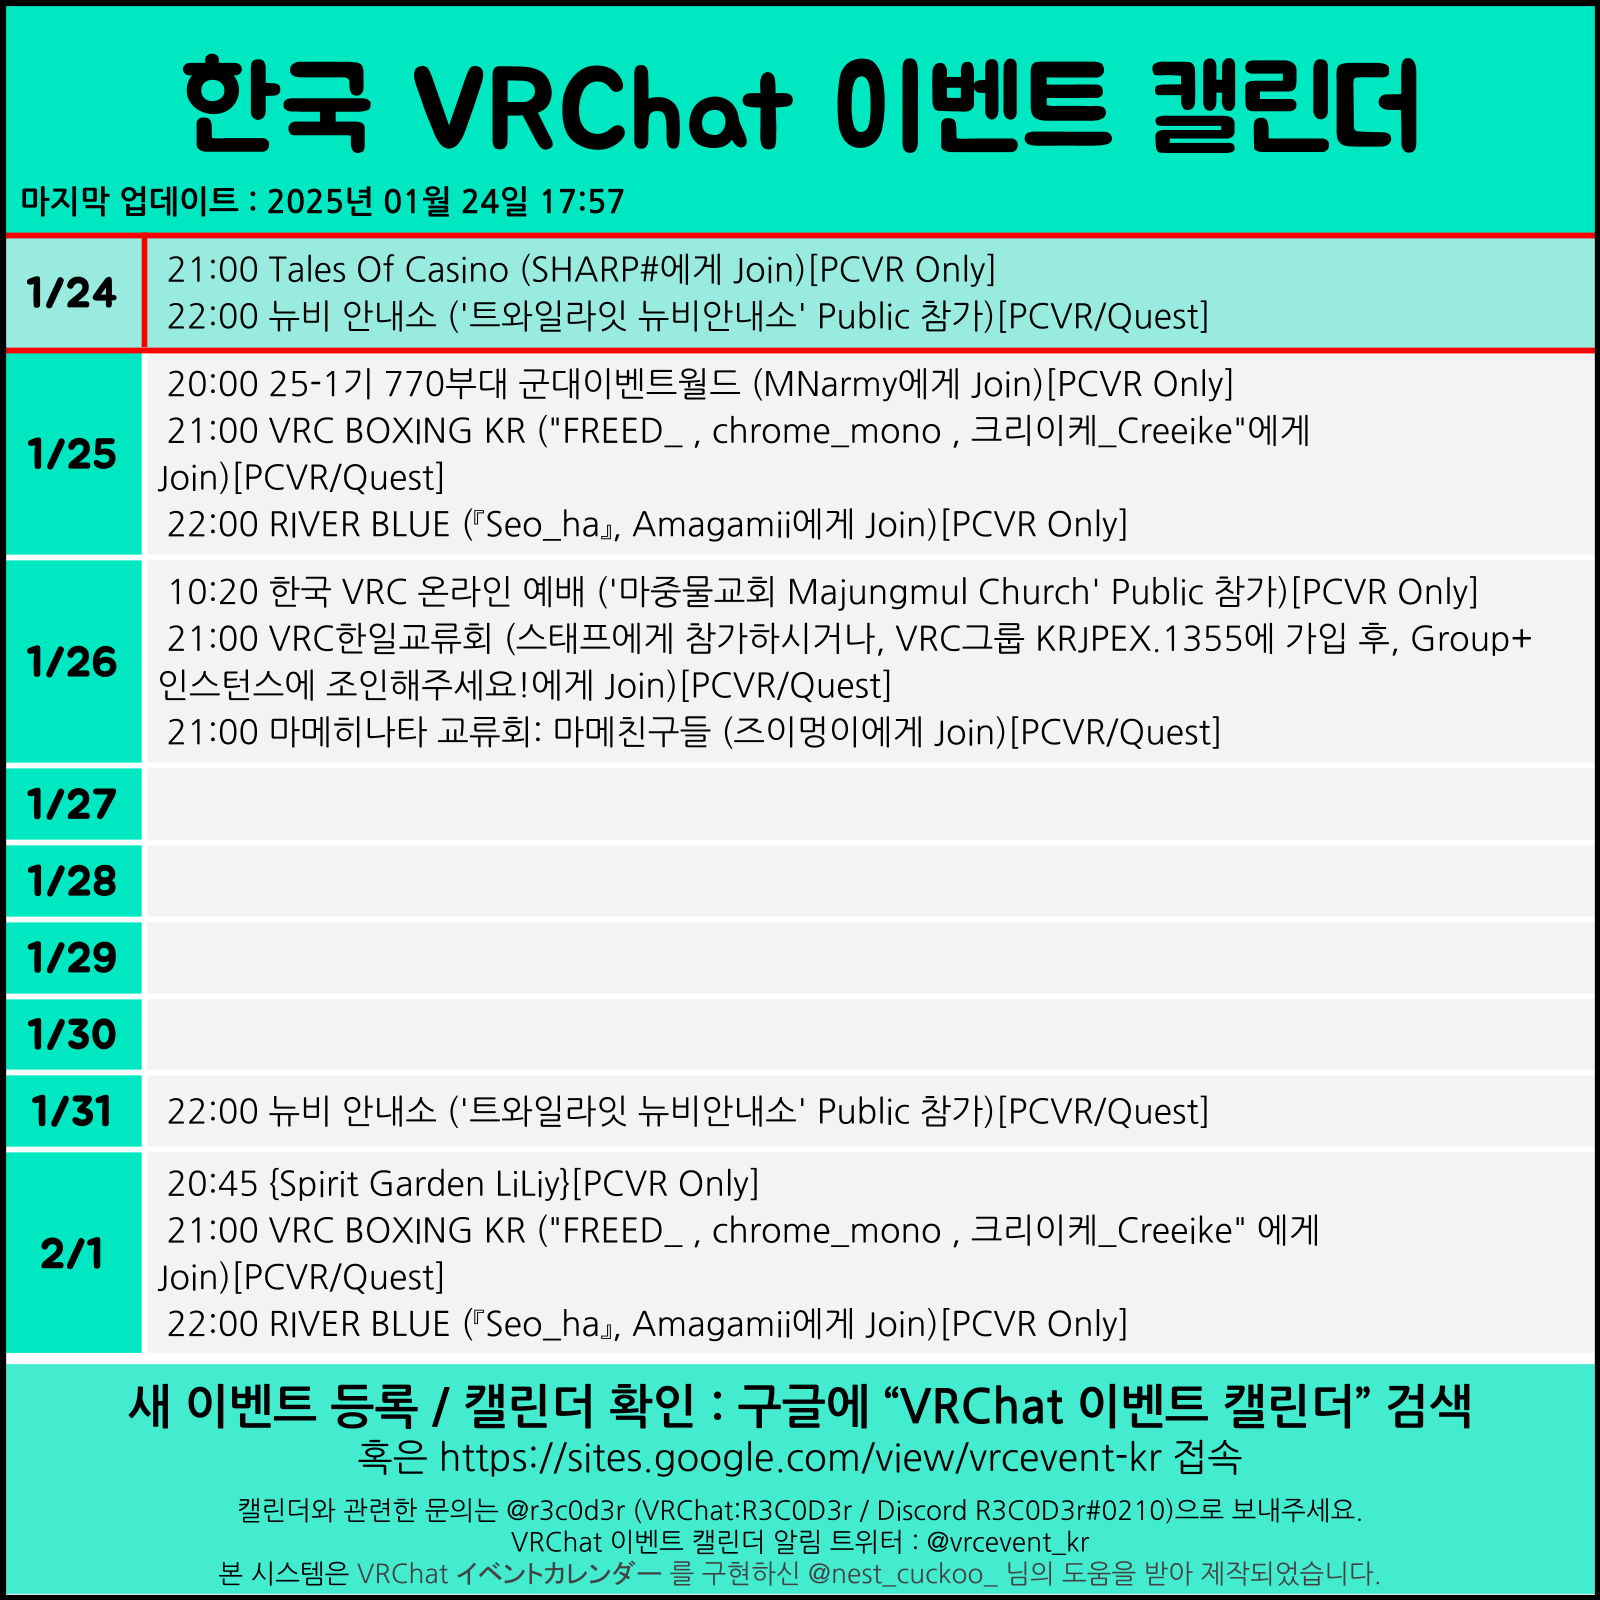 한국 VRChat 이벤트 캘린더
마지막 업데이트 : 2025년 01월 24일 17:57
1/24
21:00 Tales Of Casino (SHARP#에게 Join)[PCVR Only]
22:00 뉴비 안내소 ('트와일라잇 뉴비안내소' Public 참가)[PCVR/Quest]
1/25
20:00 25-1기 770부대 군대이벤트월드 (MNarmy에게 Join)[PCVR Only]
21:00 VRC BOXING KR ("FREED_ , chrome_mono , 크리이케_Creeike"에게
Join)[PCVR/Quest]
22:00 RIVER BLUE (『Seo_ha』, Amagamii에게 Join)[PCVR Only]
1/26
10:20 한국 VRC 온라인 예배 ('마중물교회 Majungmul Church' Public 참가)[PCVR Only]
21:00 VRC한일교류회 (스태프에게 참가하시거나, VRC그룹 KRJPEX.1355에 가입 후, Group+
인스턴스에 조인해주세요!에게 Join)[PCVR/Quest]
21:00 마메히나타 교류회: 마메친구들 (즈이멍이에게 Join)[PCVR/Quest]
1/27
1/28
1/29
1/30
1/31
22:00 뉴비 안내소 ('트와일라잇 뉴비안내소' Public 참가)[PCVR/Quest]
2/1
20:45 {Spirit Garden LiLiy}[PCVR Only]
21:00 VRC BOXING KR ("FREED_ , chrome_mono , 크리이케_Creeike" 에게
Join)[PCVR/Quest]
22:00 RIVER BLUE (『Seo_ha』, Amagamii에게 Join)[PCVR Only]
새 이벤트 등록 / 캘린더 확인 : 구글에 “VRChat 이벤트 캘린더” 검색
혹은 https://sites.google.com/view/vrcevent-kr 접속
캘린더와 관련한 문의는 @r3c0d3r (VRChat:R3C0D3r / Discord R3C0D3r#0210)으로 보내주세요.
VRChat 이벤트 캘린더 알림 트위터 : @vrcevent_kr
본 시스템은 VRChat イベントカレンダー 를 구현하신 @nest_cuckoo_ 님의 도움을 받아 제작되었습니다.